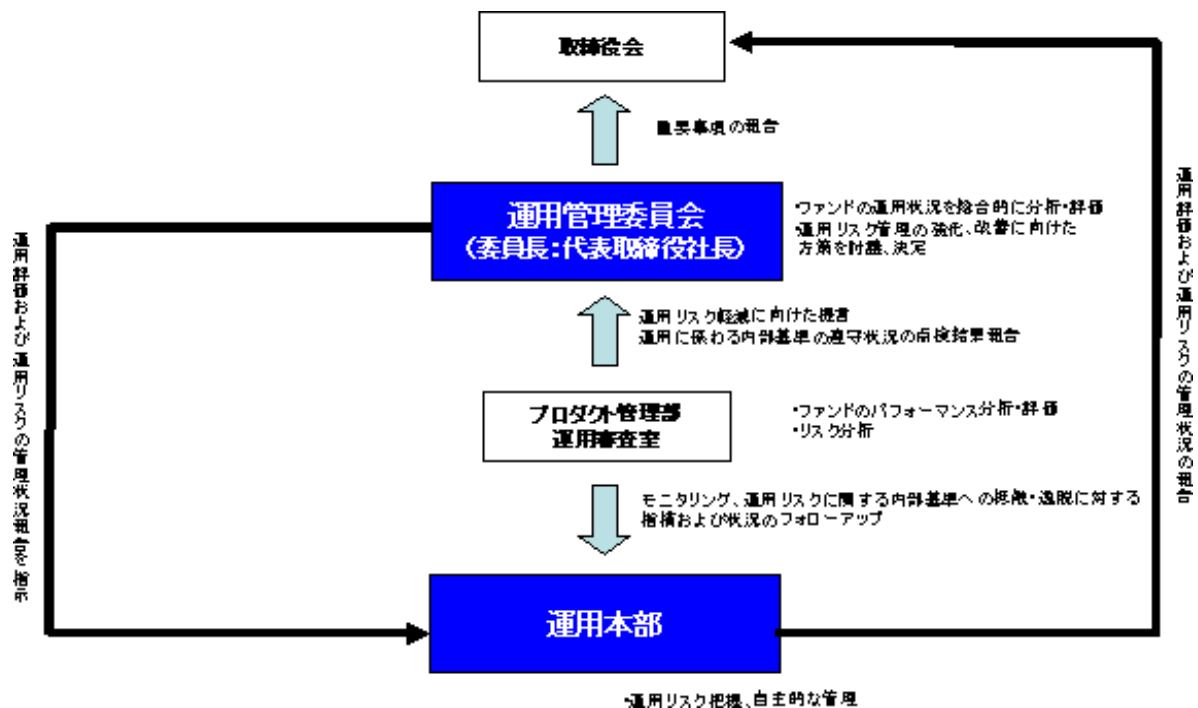 取締役会
重要事項の報告
運用管理委員会
(委員長:代表取締役社長)
・ファンドの運用状況を総合的に分析・評価
・運用リスク管理の強化、改善に向けた
方策を討議、決定
運用リスク軽減に向けた提言
運用に係わる内部基準の遵守状況の点検結果報告
プロダクト管理部
運用審査室
・ファンドのパフォーマンス分析・評価
・リスク分析
モニタリング、運用リスクに関する内部基準への抵触・逸脱に対する
指摘および状況のフォローアップ
運用本部
・運用リスク把握、自主的な管理
運用評価および運用リスクの管理状況報告を指示
運用評価および運用リスクの管理状況の報告